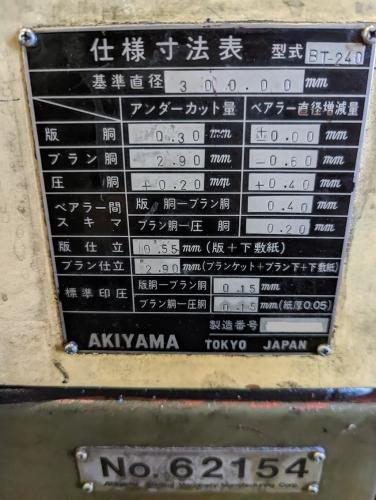 仕様寸法表 型式 BT-240
基準直径 300.00 mm
アンダーカット量 ベアラー直径増減量
版胴 0.30 mm ±0.00 mm
ブラン胴 2.90 mm -0.60 mm
圧胴 +0.20 mm +0.40 mm
ベアラー間スキマ 版胴ーブラン胴 0.40 mm
ブラン胴ー圧胴 0.20 mm
版仕立 0.55 mm (版+下敷紙)
ブラン仕立 2.90 mm (ブランケット+ブラン下+下敷紙)
標準印圧 版胴ーブラン胴 0.15 mm
ブラン胴ー圧胴 0.15 mm (紙厚0.05)
製造番号
AKIYAMA TOKYO JAPAN
No. 62154